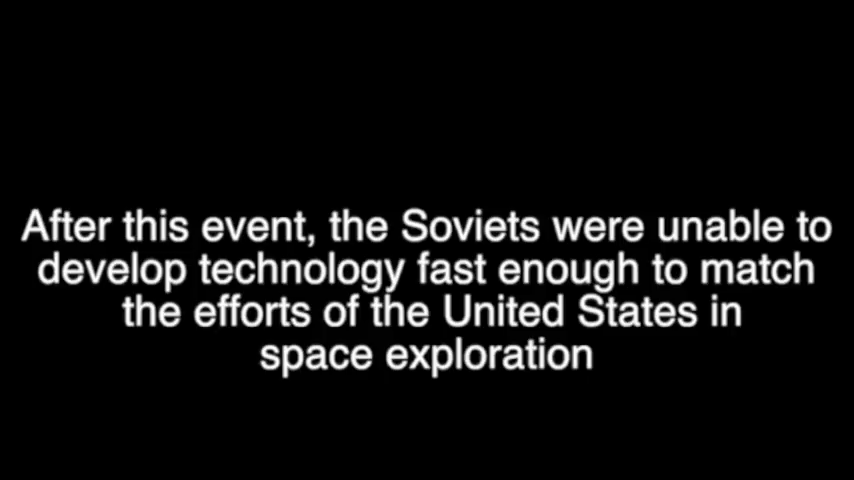 After this event, the Soviets were unable to
develop technology fast enough to match
the efforts of the United States in
space exploration